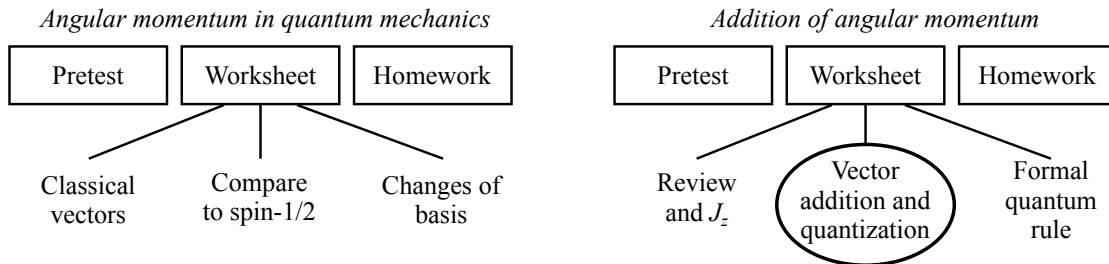 Angular momentum in quantum mechanics
Pretest
Worksheet
Homework
Classical
vectors
Compare
to spin-1/2
Changes of
basis
Addition of angular momentum
Pretest
Worksheet
Homework
Review
and J_z
Vector
addition and
quantization
Formal
quantum
rule